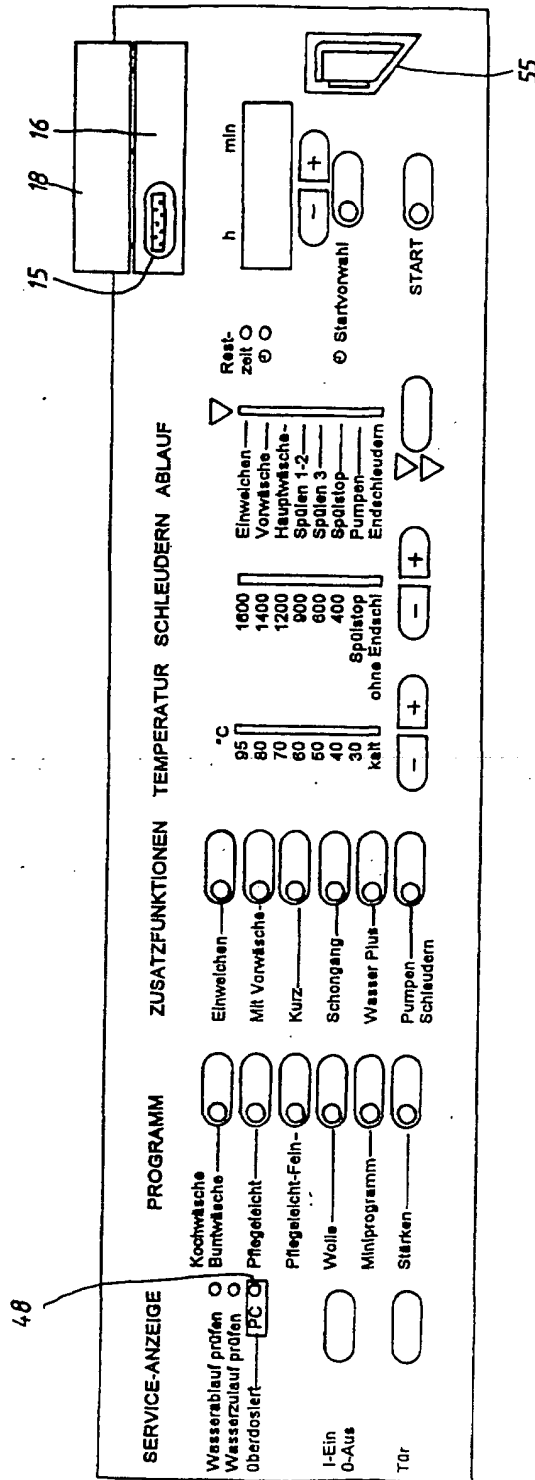 48
15
18
16
55
SERVICE-ANZEIGE
Wasserablauf prüfen
Wasserzulauf prüfen
überdosiert
PC
I-Ein
0-Aus
Tür
PROGRAMM
Kochwäsche
Buntwäsche
Pflegeleicht
Pflegeleicht-Fein
Wolle
Miniprogramm
Stärken
ZUSATZFUNKTIONEN
Einweichen
Mit Vorwäsche
Kurz
Schongang
Wasser Plus
Pumpen
Schleudern
TEMPERATUR
°C
95
80
70
60
50
40
30
kalt
- +
SCHLEUDERN
1600
1400
1200
900
600
400
Spülstop
ohne Endschl
- +
ABLAUF
Einweichen
Vorwäsche
Hauptwäsche
Spülen 1-2
Spülen 3
Spülstop
Pumpen
Endschleudern
Rest-
zeit
h min
- +
Startvorwahl
START